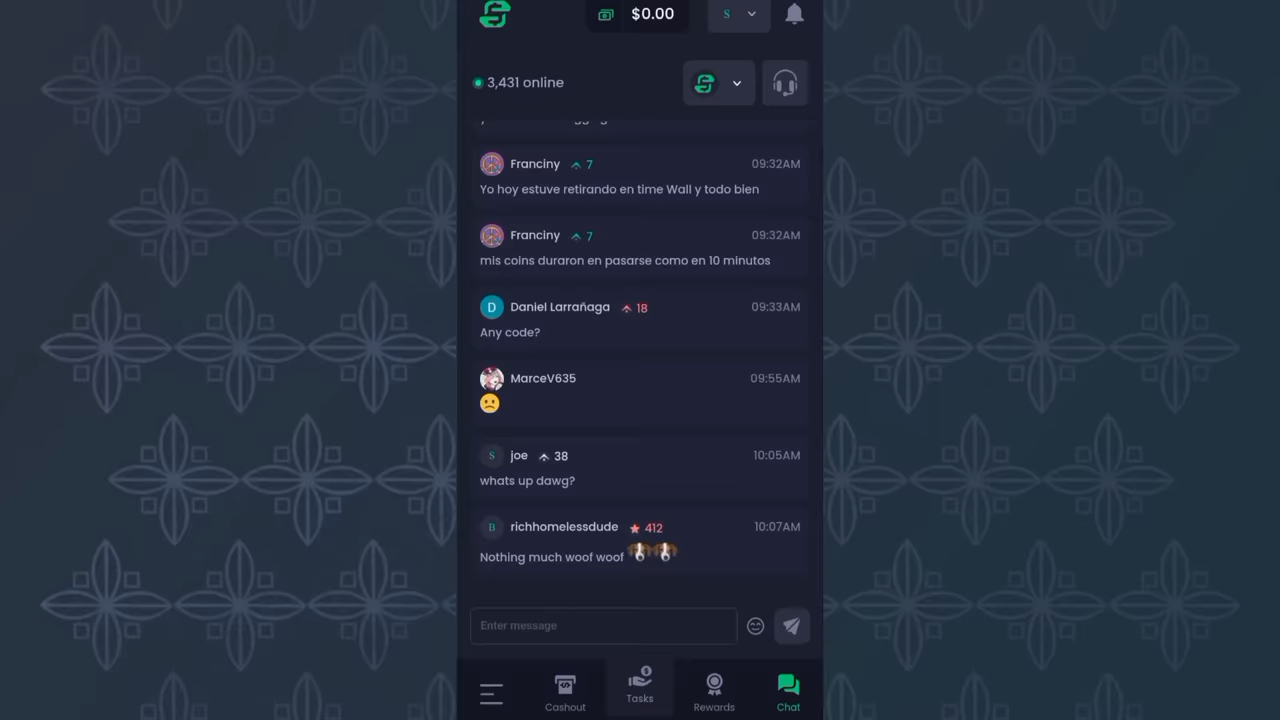 $0.00
S
3,431 online
Franciny 7 09:32AM
Yo hoy estuve retirando en time Wall y todo bien
Franciny 7 09:32AM
mis coins duraron en pasarse como en 10 minutos
D Daniel Larrañaga 18 09:33AM
Any code?
MarceV635 09:55AM
S joe 38 10:05AM
whats up dawg?
B richhomelessdude 412 10:07AM
Nothing much woof woof
Enter message
Cashout
Tasks
Rewards
Chat